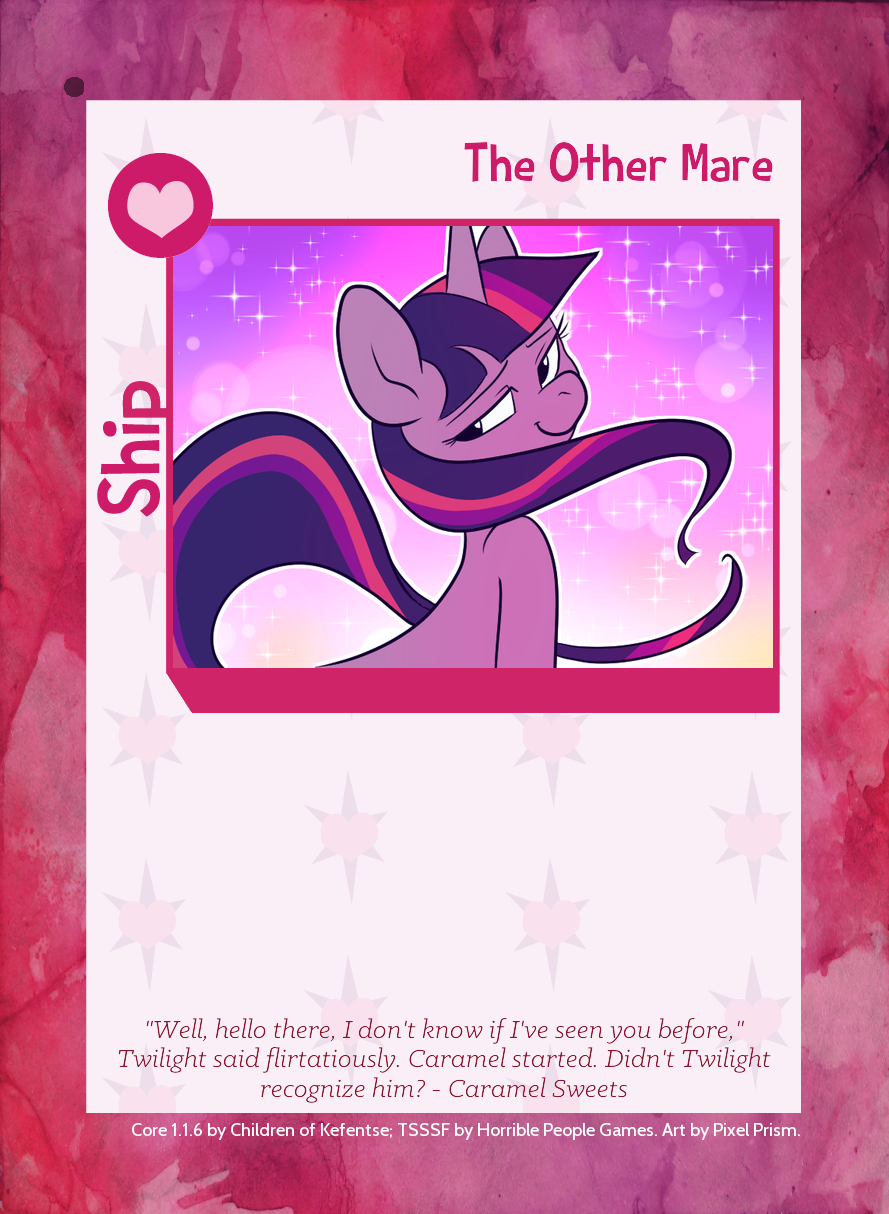 The Other Mare
Ship
"Well, hello there, I don't know if I've seen you before,"
Twilight said flirtatiously. Caramel started. Didn't Twilight
recognize him? - Caramel Sweets
Core 1.1.6 by Children of Kefentse; TSSSF by Horrible People Games. Art by Pixel Prism.